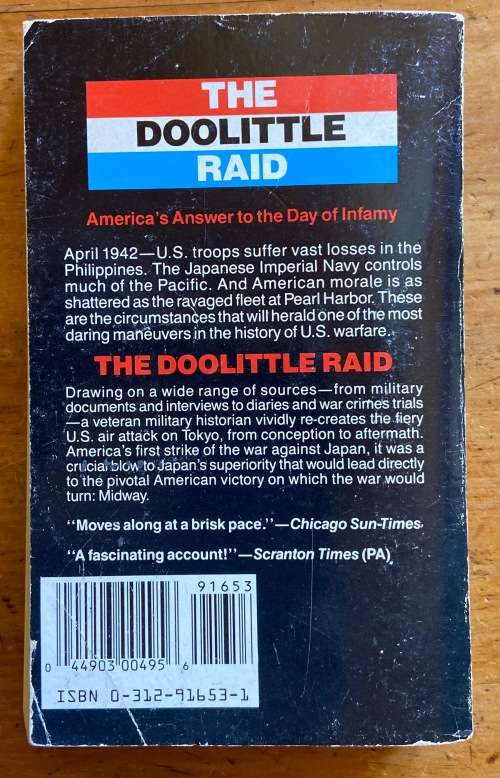 THE
DOOLITTLE
RAID
America's Answer to the Day of Infamy
April 1942—U.S. troops suffer vast losses in the
Philippines. The Japanese Imperial Navy controls
much of the Pacific. And American morale is as
shattered as the ravaged fleet at Pearl Harbor. These
are the circumstances that will herald one of the most
daring maneuvers in the history of U.S. warfare.
THE DOOLITTLE RAID
Drawing on a wide range of sources—from military
documents and interviews to diaries and war crimes trials
—a veteran military historian vividly re-creates the fiery
U.S. air attack on Tokyo, from conception to aftermath.
America's first strike of the war against Japan, it was a
crucial blow to Japan's superiority that would lead directly
to the pivotal American victory on which the war would
turn: Midway.
"Moves along at a brisk pace."—Chicago Sun-Times
"A fascinating account!"—Scranton Times (PA)
91653
0 44903 00495 6
ISBN 0-312-91653-1